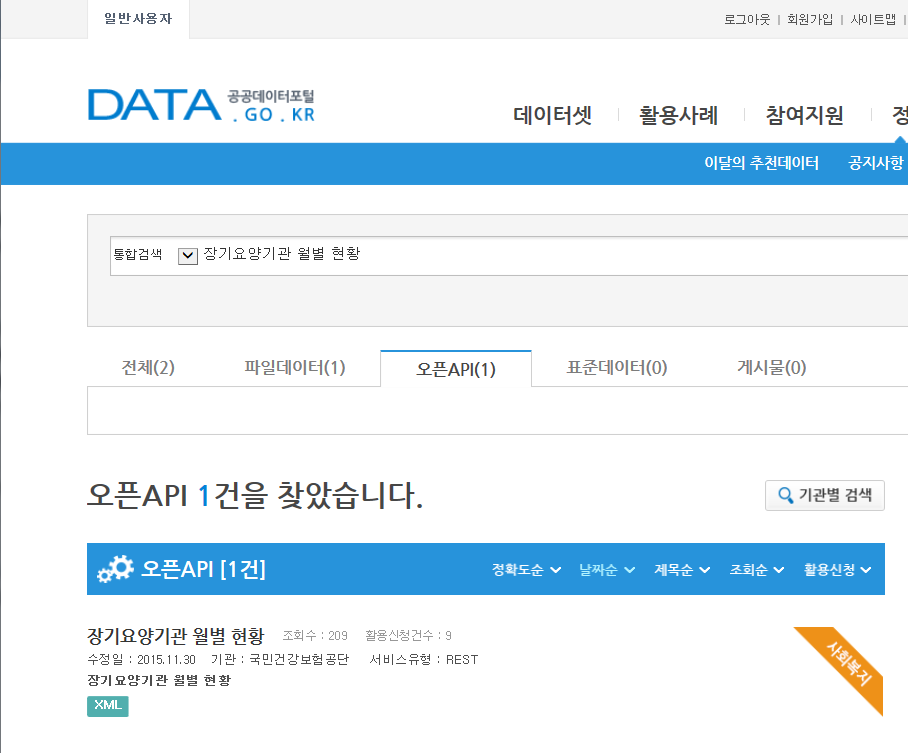 일반사용자
로그아웃 | 회원가입 | 사이트맵 |
DATA 공공데이터포털
.GO.KR
데이터셋 활용사례 참여지원
이달의 추천데이터 공지사항
통합검색 장기요양기관 월별 현황
전체(2) 파일데이터(1) 오픈API(1) 표준데이터(0) 게시물(0)
오픈API 1건을 찾았습니다.
기관별 검색
오픈API [1건] 정확도순 날짜순 제목순 조회순 활용신청
장기요양기관 월별 현황 조회수 : 209 활용신청건수 : 9
수정일 : 2015.11.30 기관 : 국민건강보험공단 서비스유형 : REST
장기요양기관 월별 현황
XML
사회복지